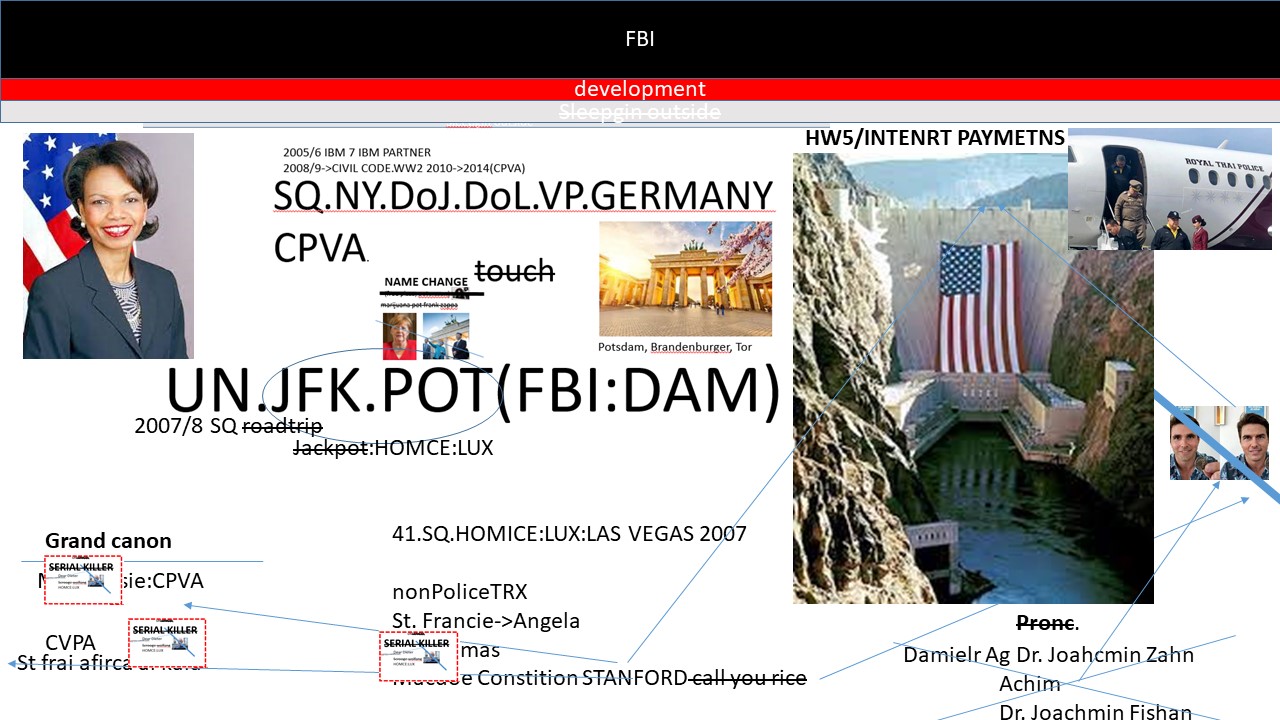 FBI
development
Sleepgin outside
HW5/INTENRT PAYMETNS
ROYAL THAI POLICE
2005/6 IBM 7 IBM PARTNER
2008/9->CIVIL CODE.WW2 2010->2014(CPVA)
SQ.NY.DoJ.DoL.VP.GERMANY
CPVA.
touch
NAME CHANGE
marijuana pot frank zappa
Potsdam, Brandenburger, Tor
UN.JFK.POT(FBI:DAM)
2007/8 SQ roadtrip
Jackpot:HOMCE:LUX
41.SQ.HOMICE:LUX:LAS VEGAS 2007
Grand canon
SERIAL KILLER
sie:CPVA
nonPoliceTRX
St. Francie->Angela
SERIAL KILLER
CVPA
St frai afirca
SERIAL KILLER
mas
Constition STANFORD call you rice
Pronc.
Damielr Ag Dr. Joahcmin Zahn
Achim
Dr. Joachmin Fishan